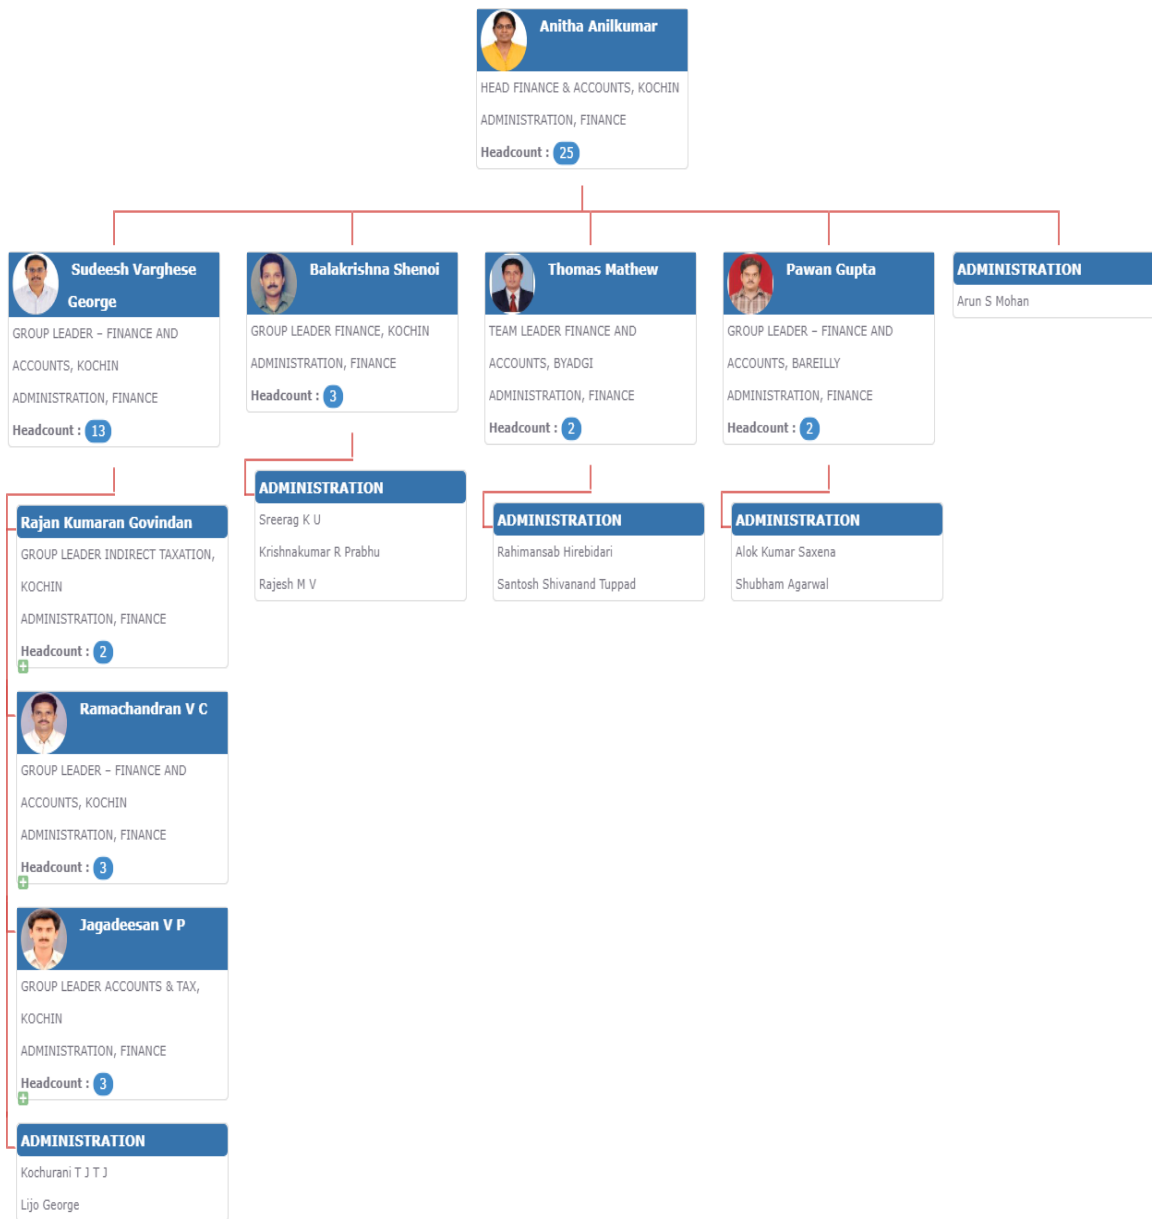 Anitha Anilkumar
HEAD FINANCE & ACCOUNTS, KOCHIN
ADMINISTRATION, FINANCE
Headcount : 25
Sudeesh Varghese
George
GROUP LEADER – FINANCE AND
ACCOUNTS, KOCHIN
ADMINISTRATION, FINANCE
Headcount : 13
Balakrishna Shenoi
GROUP LEADER FINANCE, KOCHIN
ADMINISTRATION, FINANCE
Headcount : 3
Thomas Mathew
TEAM LEADER FINANCE AND
ACCOUNTS, BYADGI
ADMINISTRATION, FINANCE
Headcount : 2
Pawan Gupta
GROUP LEADER – FINANCE AND
ACCOUNTS, BAREILLY
ADMINISTRATION, FINANCE
Headcount : 2
ADMINISTRATION
Arun S Mohan
Rajan Kumaran Govindan
GROUP LEADER INDIRECT TAXATION,
KOCHIN
ADMINISTRATION, FINANCE
Headcount : 2
Ramachandran V C
GROUP LEADER – FINANCE AND
ACCOUNTS, KOCHIN
ADMINISTRATION, FINANCE
Headcount : 3
Jagadeesan V P
GROUP LEADER ACCOUNTS & TAX,
KOCHIN
ADMINISTRATION, FINANCE
Headcount : 3
ADMINISTRATION
Kochurani T J T J
Lijo George
ADMINISTRATION
Sreerag K U
Krishnakumar R Prabhu
Rajesh M V
ADMINISTRATION
Rahimansab Hirebidari
Santosh Shivanand Tuppad
ADMINISTRATION
Alok Kumar Saxena
Shubham Agarwal